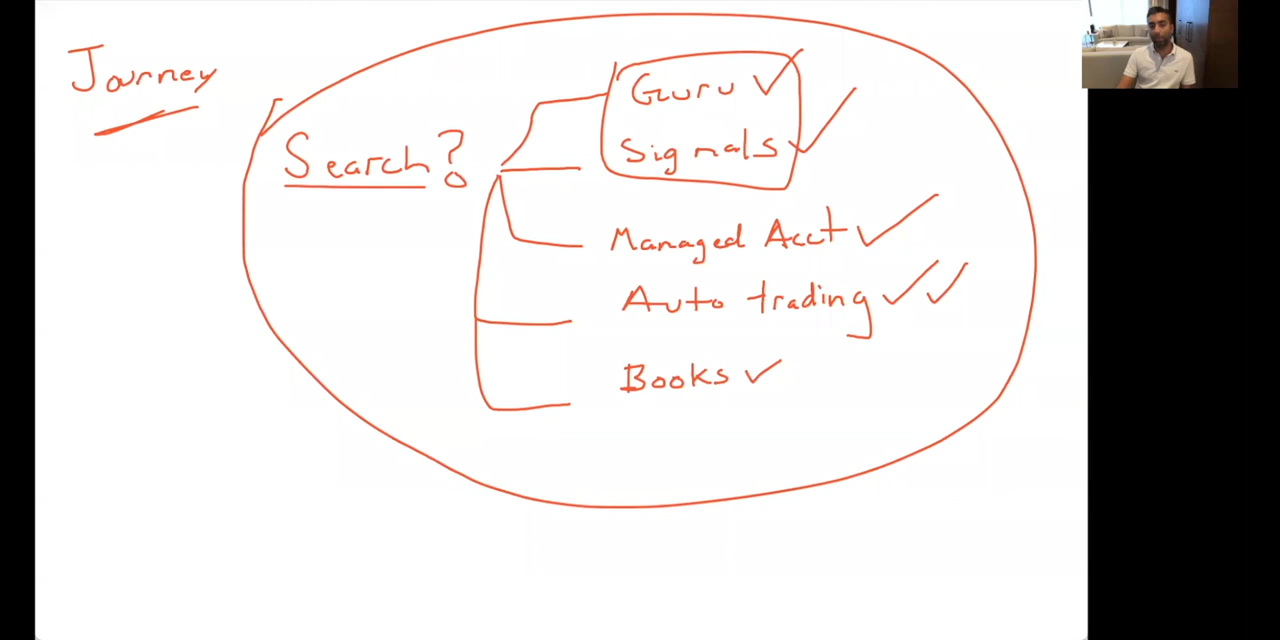 Journey
Search?
Guru ✓
Signals ✓
Managed Acct ✓
Auto trading ✓✓
Books ✓